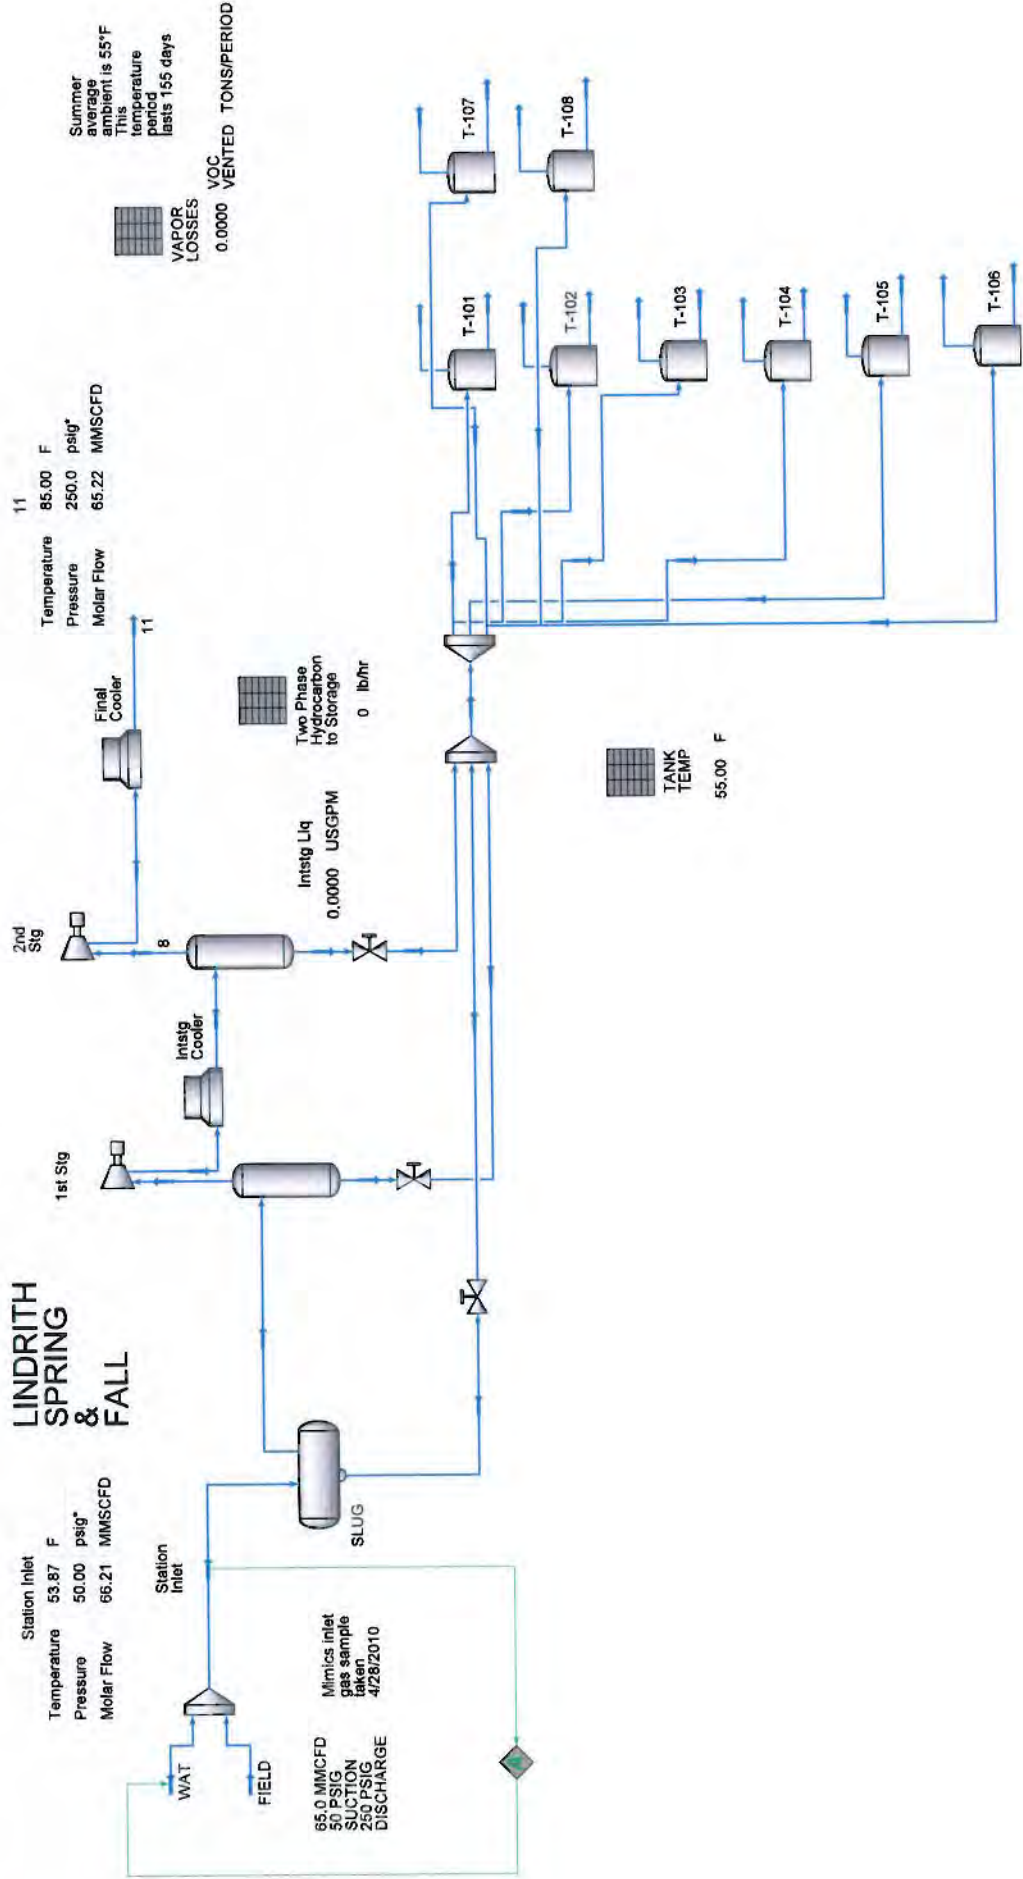 LINDRITH
SPRING
&
FALL
Station Inlet
Temperature 53.87 F
Pressure 50.00 psig*
Molar Flow 66.21 MMSCFD
11
Temperature 85.00 F
Pressure 250.0 psig*
Molar Flow 65.22 MMSCFD
Summer
average
ambient is 55°F
This
temperature
period
lasts 155 days
VAPOR
LOSSES
VOC
0.0000 VENTED TONS/PERIOD
WAT
FIELD
Station
Inlet
65.0 MMCFD
50 PSIG
SUCTION
250 PSIG
DISCHARGE
Mimics inlet
gas sample
taken
4/28/2010
A
SLUG
1st Stg
Intstg
Cooler
2nd
Stg
8
Final
Cooler
11
Intstg Liq
0.0000 USGPM
Two Phase
Hydrocarbon
to Storage
0 lb/hr
TANK
TEMP
55.00 F
T-107
T-108
T-101
T-102
T-103
T-104
T-105
T-106